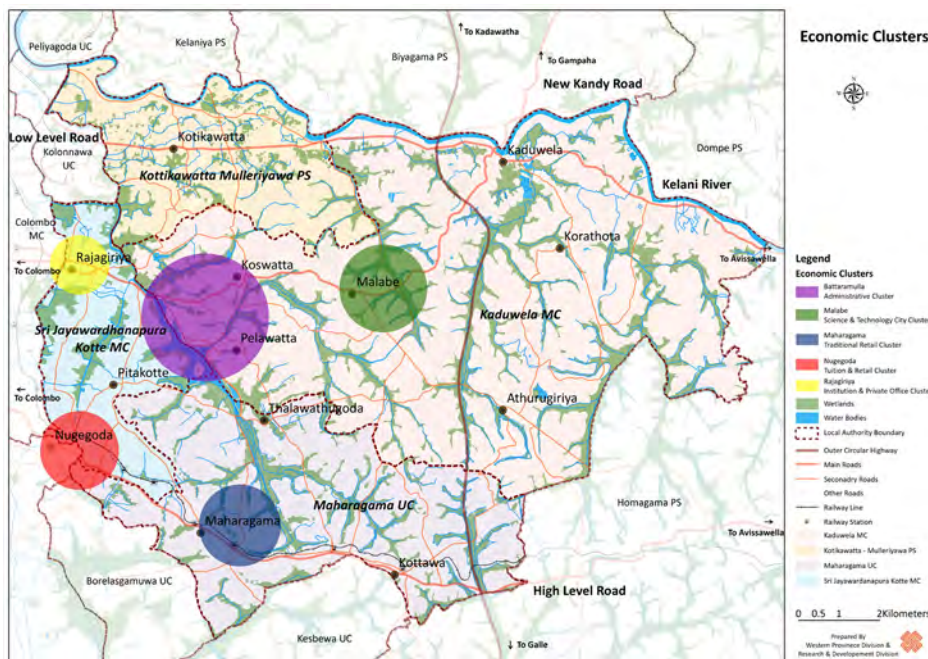 Economic Clusters
Peliyagoda UC
Kelaniya PS
To Kadawatha
Biyagama PS
To Gampaha
New Kandy Road
Low Level Road
Kolonnawa
UC
Kotikawatta
Kottikawatta Mulleriyawa PS
Kaduwela
Dompe PS
Kelani River
Colombo
MC
Rajagiriya
To Colombo
Koswatta
Malabe
Korathota
To Avissawella
Sri Jayawardhanapura
Kotte MC
Pelawatta
Kaduwela MC
Pitakotte
To Colombo
Thalawathugoda
Athurugiriya
Nugegoda
Maharagama
Maharagama UC
Homagama PS
To Avissawella
Borelasgamuwa UC
Kottawa
High Level Road
Kesbewa UC
To Galle
N
W
E
S
Legend
Economic Clusters
Battaramulla
Adminsitrative Cluster
Malabe
Science & Technology City Cluster
Maharagama
Traditional Retail Cluster
Nugegoda
Tuition & Retail Cluster
Rajagiriya
Institution & Private Office Cluste
Wetlands
Water Bodies
Local Authority Boundary
Outer Circular Highway
Main Roads
Seconadry Roads
Other Roads
Railway Line
Railway Station
Kaduwela MC
Kotikawatta - Mulleriyawa PS
Maharagama UC
Sri Jayawardanapura Kotte MC
0 0.5 1 2Kilometers
Prepared By
Western Provinece Division &
Research & Developement Division